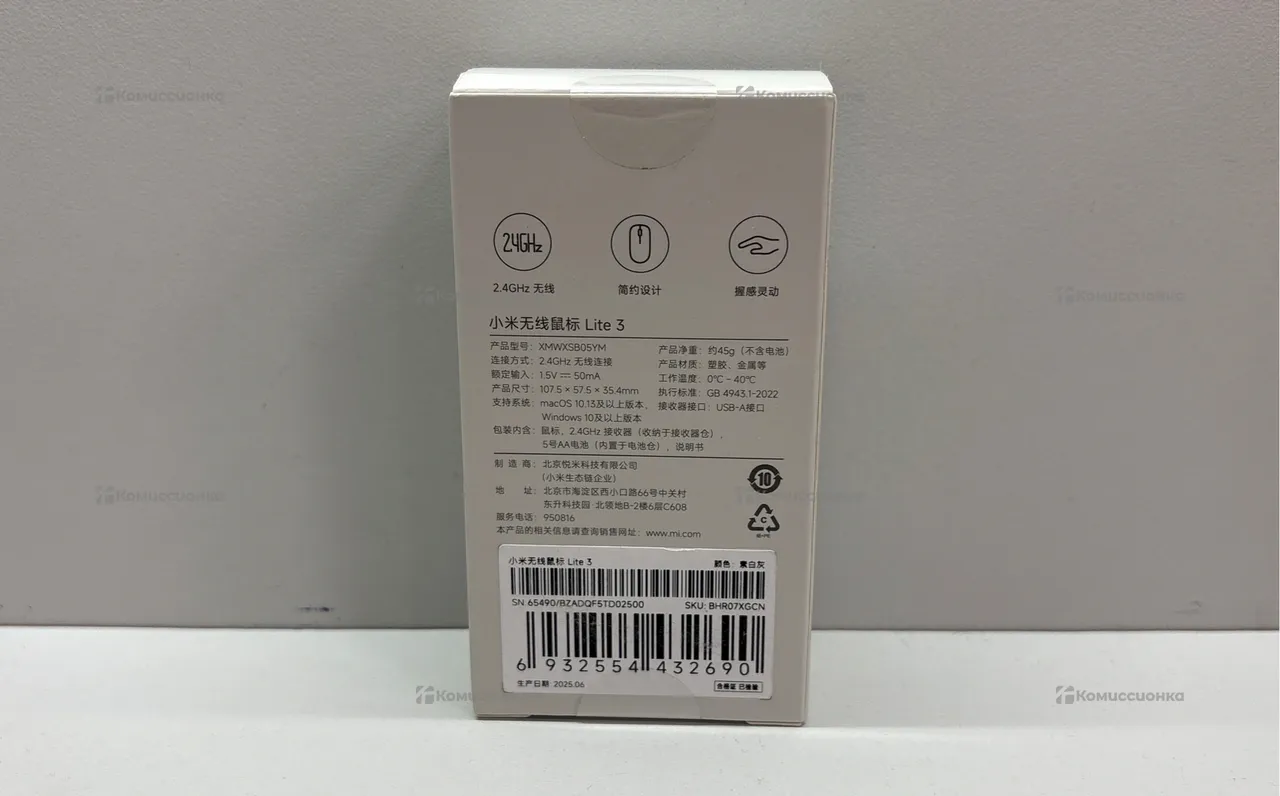 Комиссионка
Комиссионка
2.4GHz
2.4GHz 无线
简约设计
握感灵动
Комиссионка
Комиссионка
小米无线鼠标 Lite 3
产品型号：XMWXSB05YM
产品净重：约45g（不含电池）
连接方式：2.4GHz 无线连接
产品材质：塑胶、金属等
额定输入：1.5V ⎓ 50mA
工作温度：0℃ ~ 40℃
产品尺寸：107.5 × 57.5 × 35.4mm
执行标准：GB 4943.1-2022
支持系统：macOS 10.13及以上版本、
接收器接口：USB-A接口
Windows 10及以上版本
包装内含：鼠标、2.4GHz 接收器（收纳于接收器仓）、
5号AA电池（内置于电池仓）、说明书
制造商：北京悦米科技有限公司
（小米生态链企业）
10
地址：北京市海淀区西小口路66号中关村
东升科技园·北领地B-2楼6层C608
Комиссионка
Комиссионка
服务电话：950816
C
本产品的相关信息请查询销售网址：www.mi.com
小米无线鼠标 Lite 3
颜色：素白灰
SN:65490/BZADQF5TD02500
SKU: BHR07XGCN
6 932554 432690
生产日期: 2025.06
合格证 已检验
Комиссионка
Комиссионка